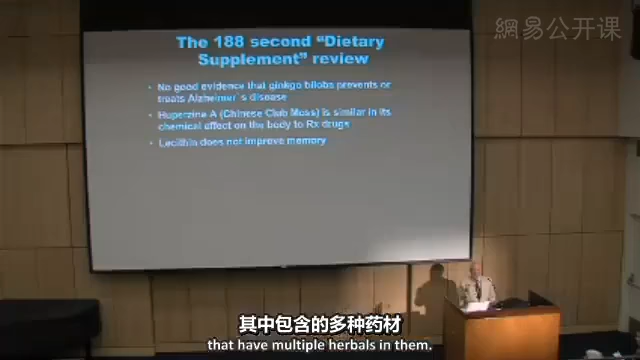 網易公开课
The 188 second “Dietary
Supplement” review
• No good evidence that ginkgo biloba prevents or
treats Alzheimer´s disease
• Huperzine A (Chinese Club Moss) is similar in its
chemical effect on the body to Rx drugs
• Lecithin does not improve memory
其中包含的多种药材
that have multiple herbals in them.